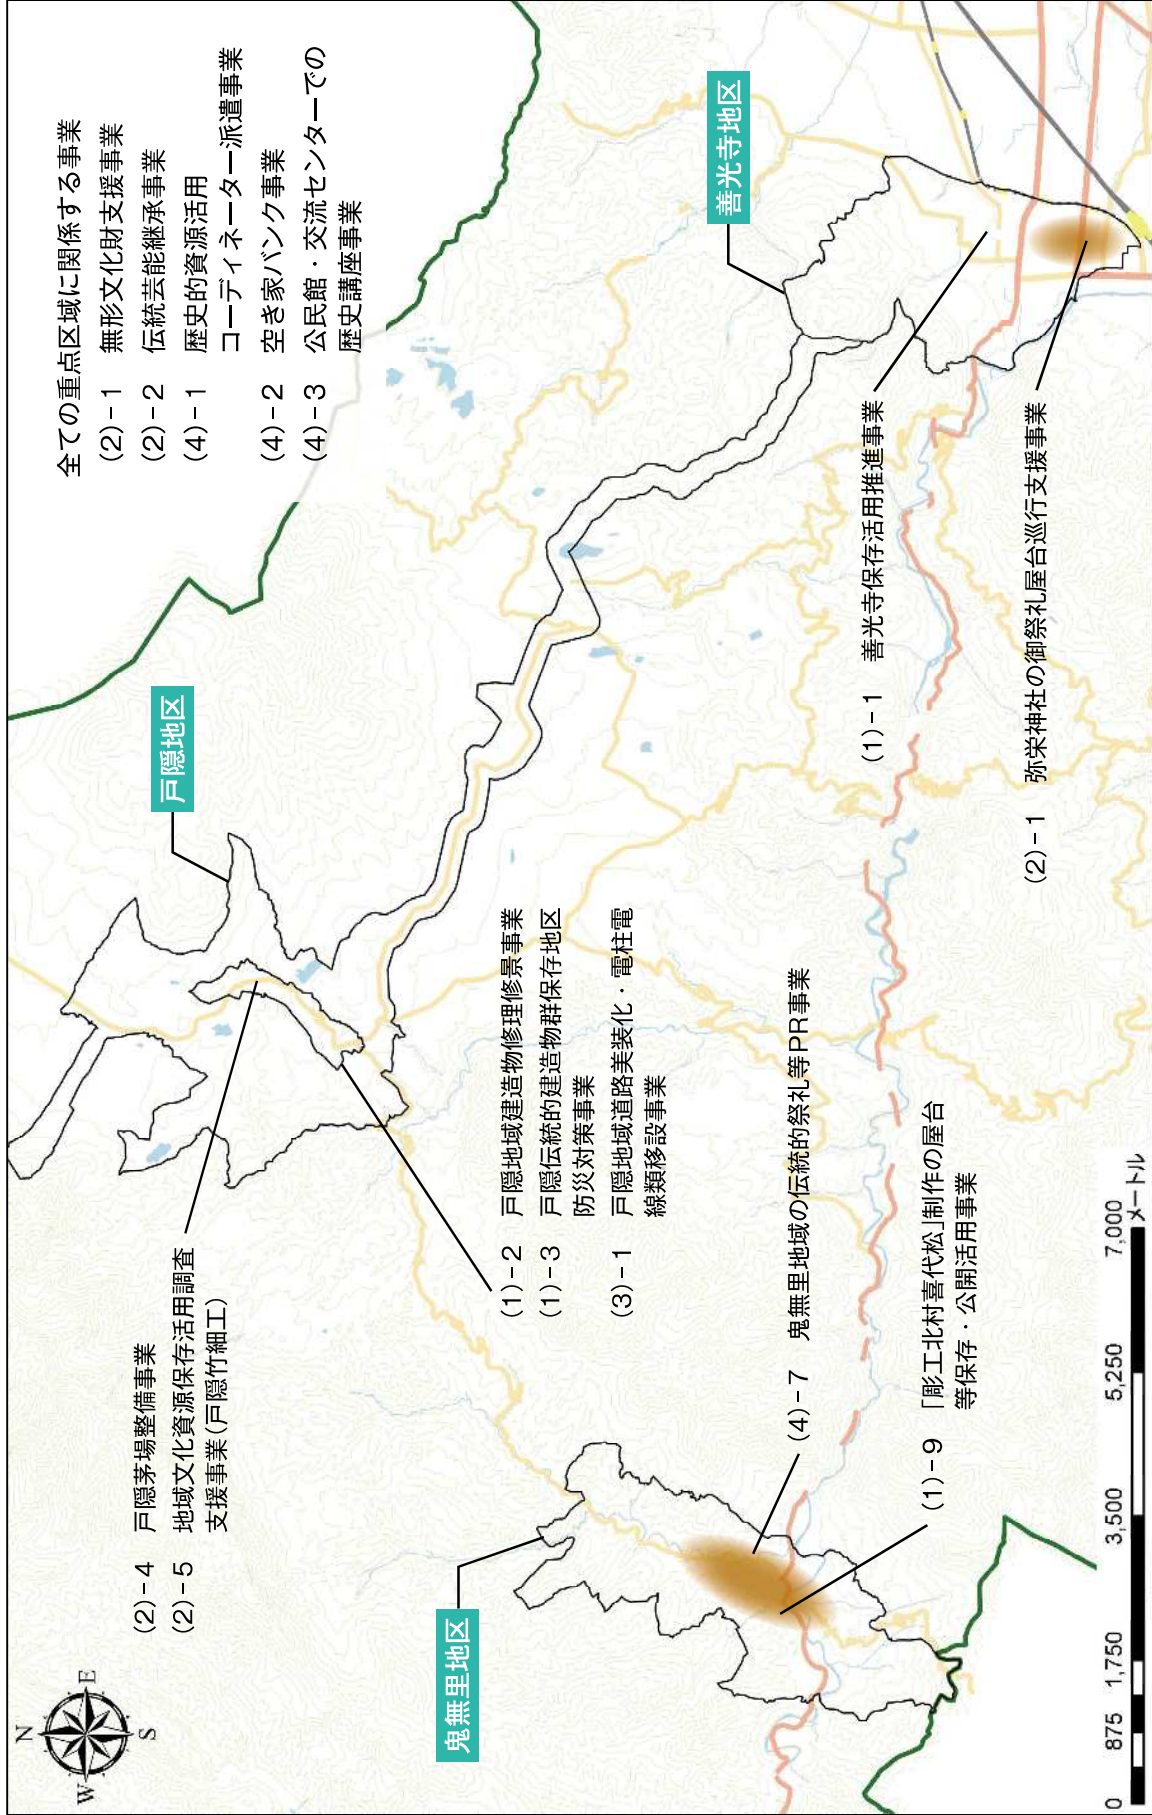 全ての重点区域に関係する事業
(2)-1 無形文化財支援事業
(2)-2 伝統芸能継承事業
(4)-1 歴史的資源活用
コーディネーター派遣事業
(4)-2 空き家バンク事業
(4)-3 公民館・交流センターでの
歴史講座事業
戸隠地区
善光寺地区
鬼無里地区
(2)-4 戸隠茅場整備事業
(2)-5 地域文化資源保存活用調査
支援事業(戸隠竹細工)
(1)-2 戸隠地域建造物修理修景事業
(1)-3 戸隠伝統的建造物群保存地区
防災対策事業
(3)-1 戸隠地域道路美装化・電柱電
線類移設事業
(1)-1 善光寺保存活用推進事業
(2)-1 弥栄神社の御祭礼屋台巡行支援事業
(4)-7 鬼無里地域の伝統的祭礼等PR事業
(1)-9 「彫工北村喜代松」制作の屋台
等保存・公開活用事業
N
W
E
S
0 875 1,750 3,500 5,250 7,000
メートル